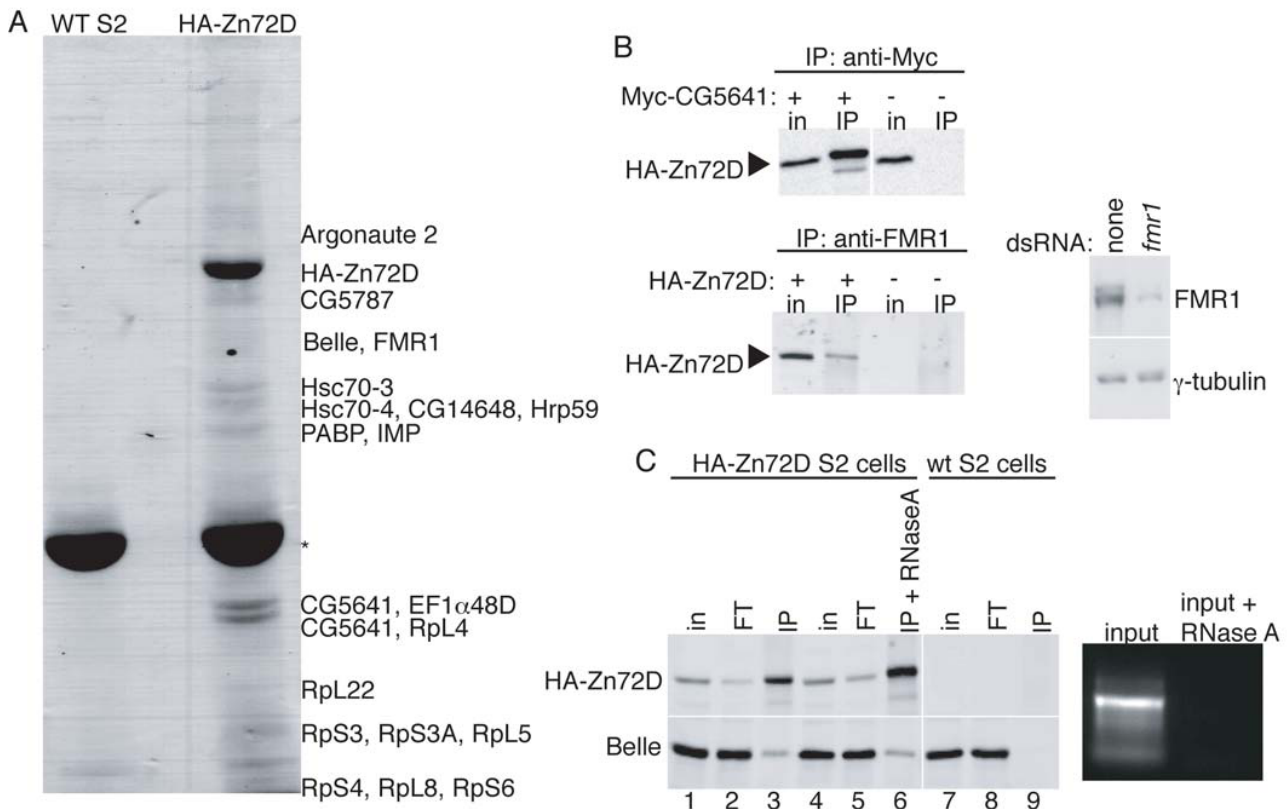 A
WT S2 HA-Zn72D
Argonaute 2
HA-Zn72D
CG5787
Belle, FMR1
Hsc70-3
Hsc70-4, CG14648, Hrp59
PABP, IMP
*
CG5641, EF1α48D
CG5641, RpL4
RpL22
RpS3, RpS3A, RpL5
RpS4, RpL8, RpS6
B
IP: anti-Myc
Myc-CG5641: + + - -
in IP in IP
HA-Zn72D
IP: anti-FMR1
HA-Zn72D: + + - -
in IP in IP
HA-Zn72D
dsRNA: none fmr1
FMR1
γ-tubulin
C
HA-Zn72D S2 cells wt S2 cells
in FT IP in FT IP + RNaseA in FT IP
HA-Zn72D
Belle
1 2 3 4 5 6 7 8 9
input input +
RNase A